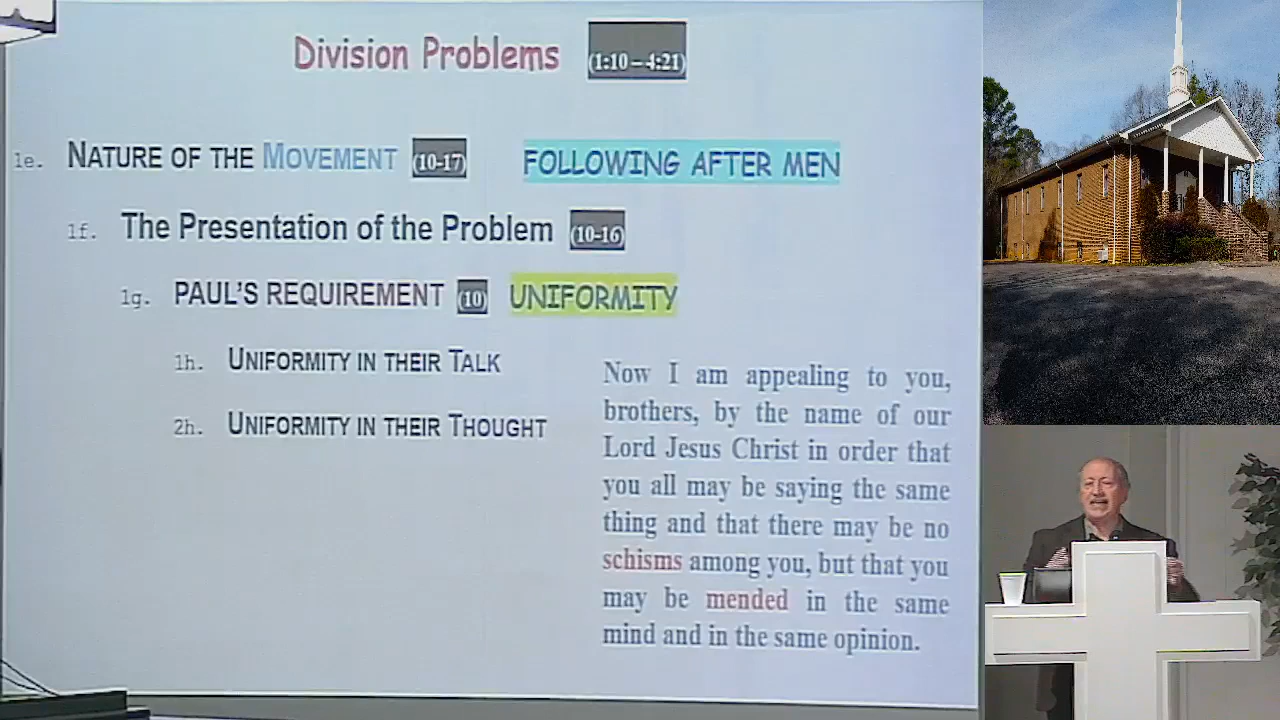 Division Problems (1:10 – 4:21)
1e. NATURE OF THE MOVEMENT (10-17) FOLLOWING AFTER MEN
1f. The Presentation of the Problem (10-16)
1g. PAUL'S REQUIREMENT (10) UNIFORMITY
1h. UNIFORMITY IN THEIR TALK
2h. UNIFORMITY IN THEIR THOUGHT
Now I am appealing to you,
brothers, by the name of our
Lord Jesus Christ in order that
you all may be saying the same
thing and that there may be no
schisms among you, but that you
may be mended in the same
mind and in the same opinion.